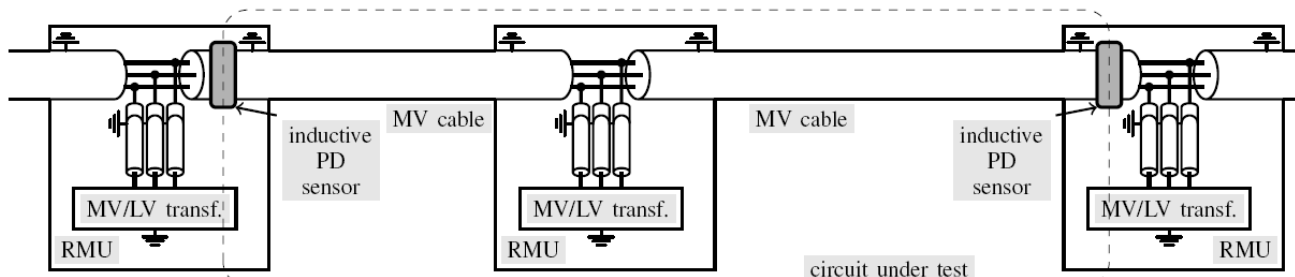 inductive
PD
sensor
MV cable
MV cable
inductive
PD
sensor
MV/LV transf.
RMU
MV/LV transf.
RMU
MV/LV transf.
RMU
circuit under test